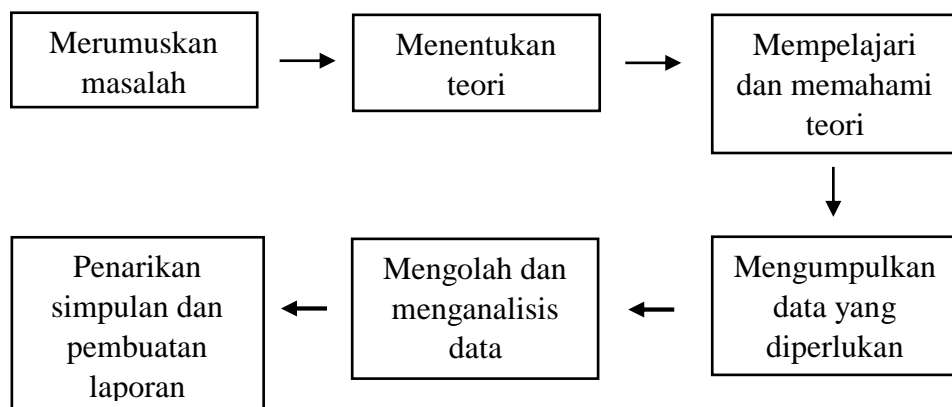 Merumuskan
masalah
Menentukan
teori
Mempelajari
dan memahami
teori
Mengumpulkan
data yang
diperlukan
Mengolah dan
menganalisis
data
Penarikan
simpulan dan
pembuatan
laporan